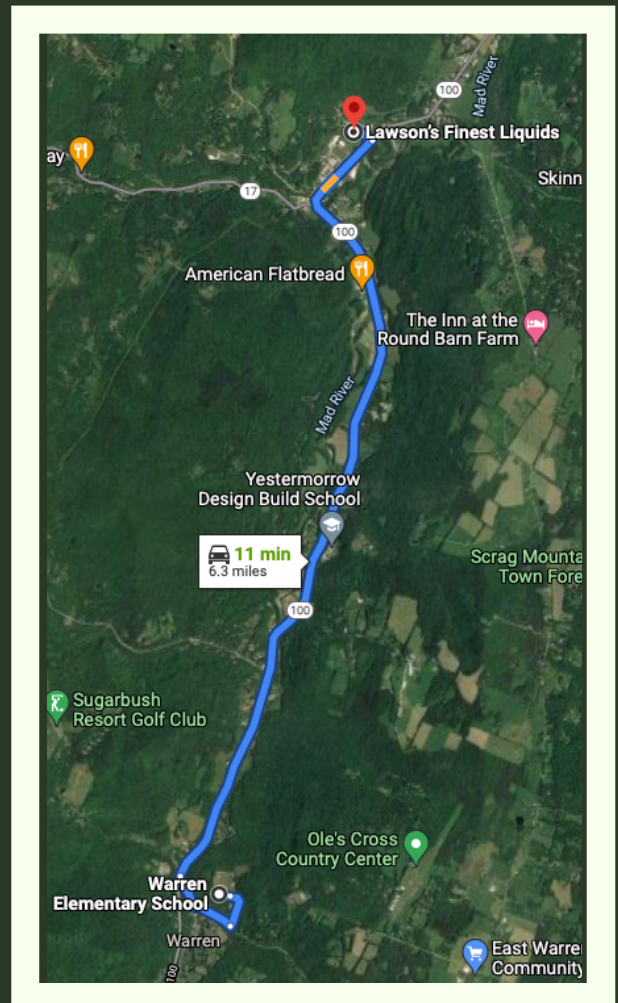 100
Mad River
Lawson's Finest Liquids
ay
17
Skinn
100
American Flatbread
The Inn at the
Round Barn Farm
Mad River
Yestermorrow
Design Build School
11 min
6.3 miles
Scrag Mounta
Town Fore
100
Sugarbush
Resort Golf Club
Ole's Cross
Country Center
Warren
Elementary School
Warren
East Warre
Community
100